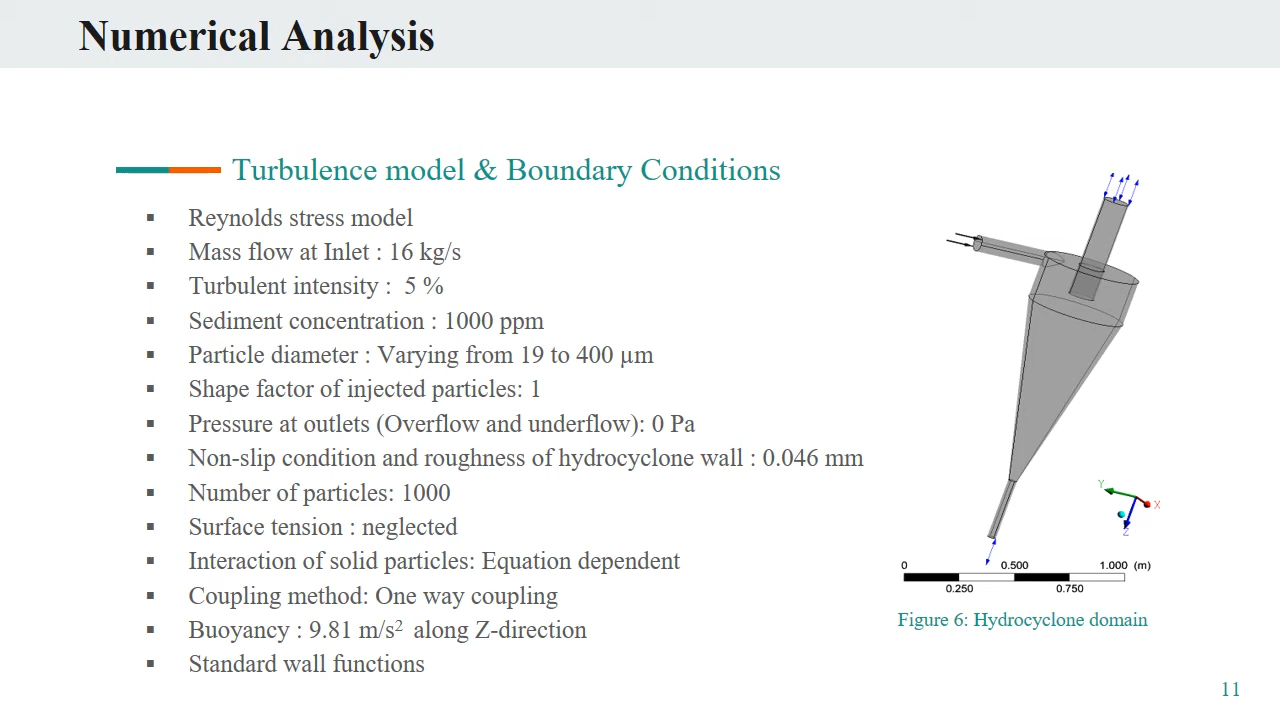 Numerical Analysis
Turbulence model & Boundary Conditions
▪ Reynolds stress model
▪ Mass flow at Inlet : 16 kg/s
▪ Turbulent intensity :  5 %
▪ Sediment concentration : 1000 ppm
▪ Particle diameter : Varying from 19 to 400 µm
▪ Shape factor of injected particles: 1
▪ Pressure at outlets (Overflow and underflow): 0 Pa
▪ Non-slip condition and roughness of hydrocyclone wall : 0.046 mm
▪ Number of particles: 1000
▪ Surface tension : neglected
▪ Interaction of solid particles: Equation dependent
▪ Coupling method: One way coupling
▪ Buoyancy : 9.81 m/s²  along Z-direction
▪ Standard wall functions
Y
X
Z
0 0.500 1.000 (m)
0.250 0.750
Figure 6: Hydrocyclone domain
11